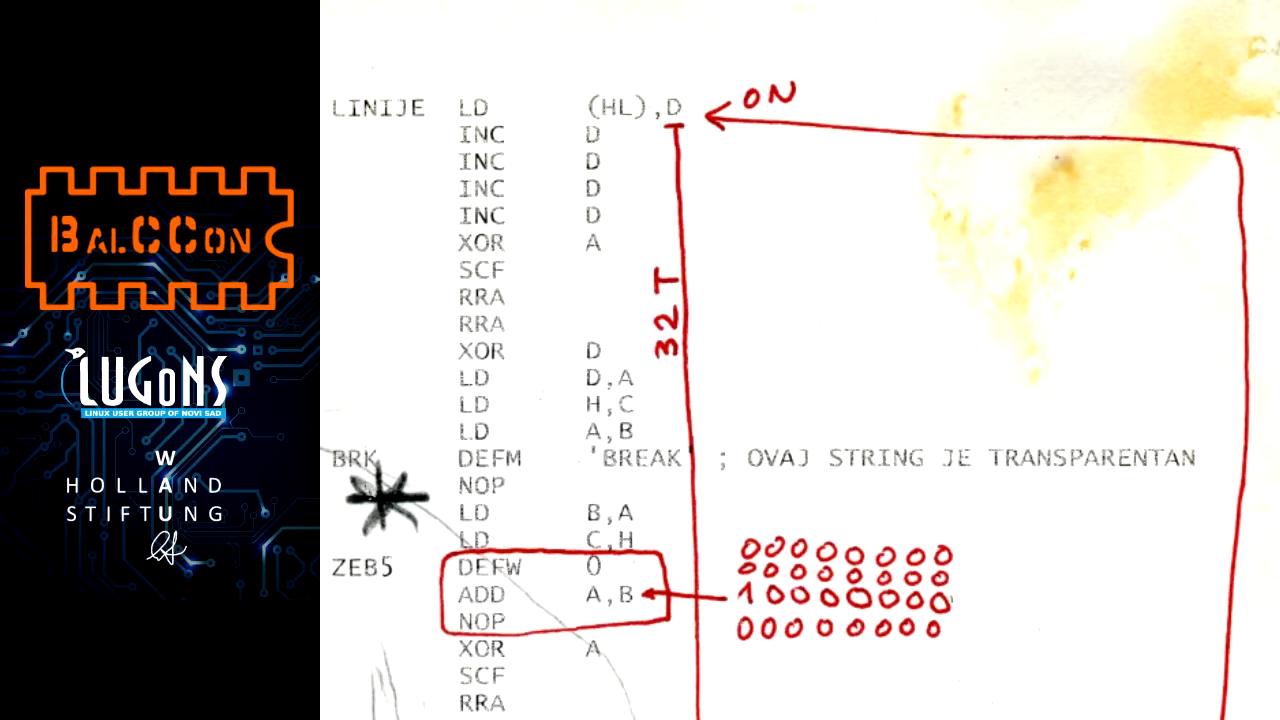 BALCCON
LUGONS
LINUX USER GROUP OF NOVI SAD
W
HOLLAND
STIFTUNG
ON
LINIJE LD (HL),D
INC D
INC D
INC D
INC D
XOR A
SCF
RRA
RRA
32 T
XOR D
LD D,A
LD H,C
LD A,B
BRK DEFM 'BREAK' ; OVAJ STRING JE TRANSPARENTAN
NOP
LD B,A
LD C,H
ZEB5 DEFW 0
ADD A,B
NOP
00000000
00000000
10000000
00000000
XOR A
SCF
RRA